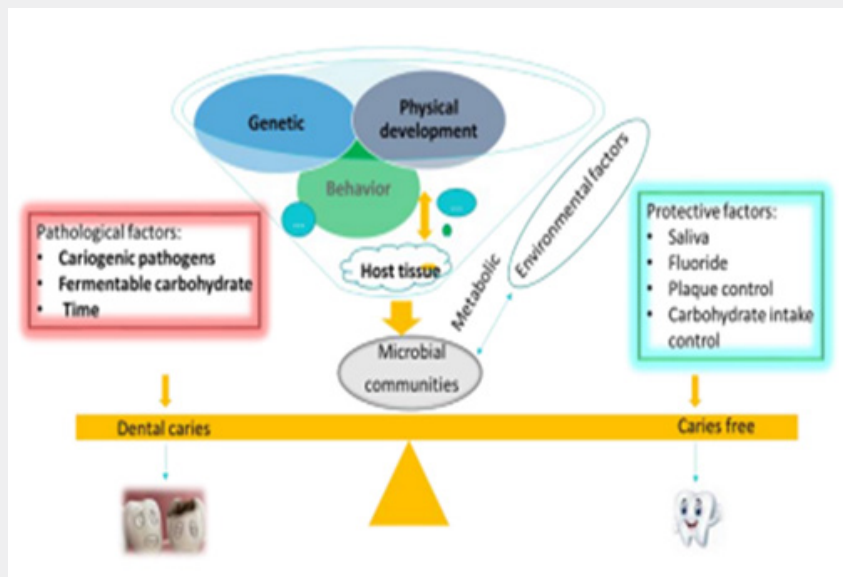 Genetic
Physical
development
Behavior
...
...
Host tissue
Environmental factors
Metabolic
Microbial
communities
Pathological factors:
• Cariogenic pathogens
• Fermentable carbohydrate
• Time
Protective factors:
• Saliva
• Fluoride
• Plaque control
• Carbohydrate intake
control
Dental caries
Caries free